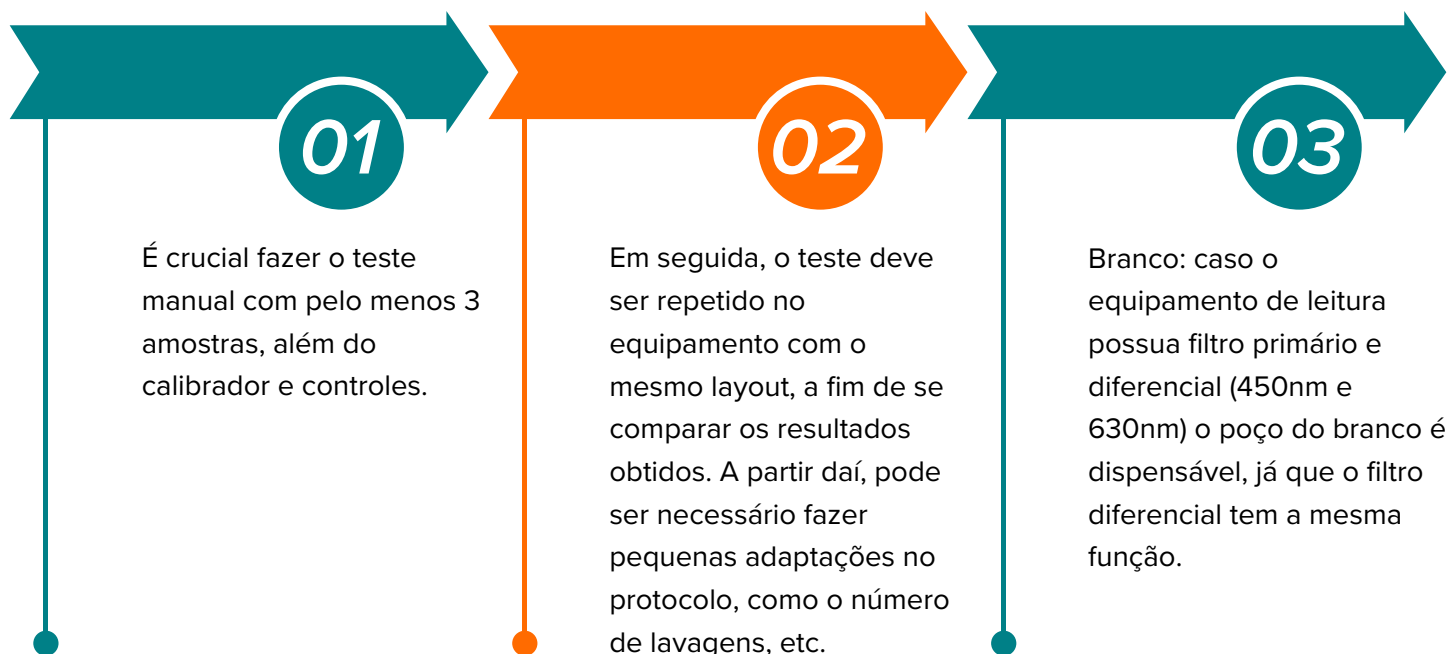 01
É crucial fazer o teste
manual com pelo menos 3
amostras, além do
calibrador e controles.
02
Em seguida, o teste deve
ser repetido no
equipamento com o
mesmo layout, a fim de se
comparar os resultados
obtidos. A partir daí, pode
ser necessário fazer
pequenas adaptações no
protocolo, como o número
de lavagens, etc.
03
Branco: caso o
equipamento de leitura
possua filtro primário e
diferencial (450nm e
630nm) o poço do branco é
dispensável, já que o filtro
diferencial tem a mesma
função.